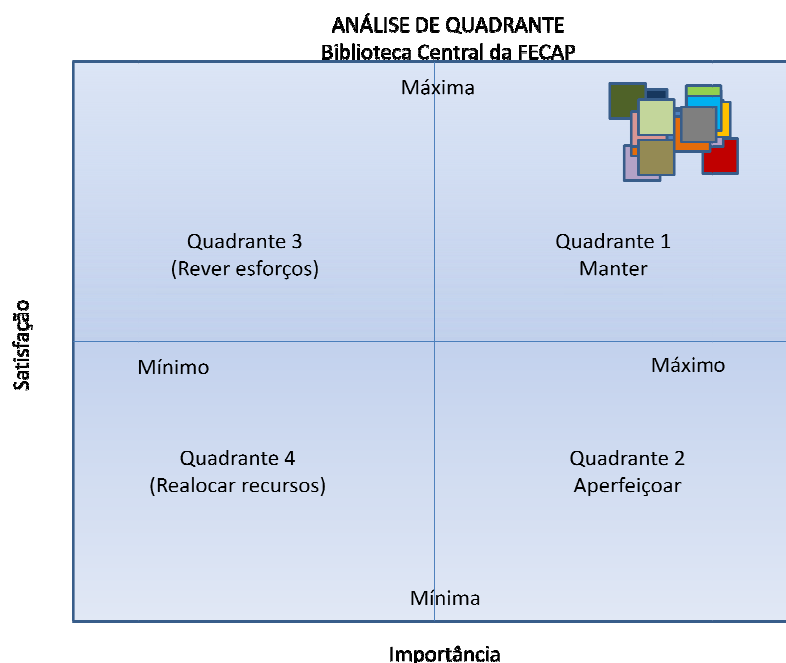 ANÁLISE DE QUADRANTE
Biblioteca Central da FECAP
Máxima
Quadrante 3
(Rever esforços)
Quadrante 1
Manter
Satisfação
Mínimo
Máximo
Quadrante 4
(Realocar recursos)
Quadrante 2
Aperfeiçoar
Mínima
Importância